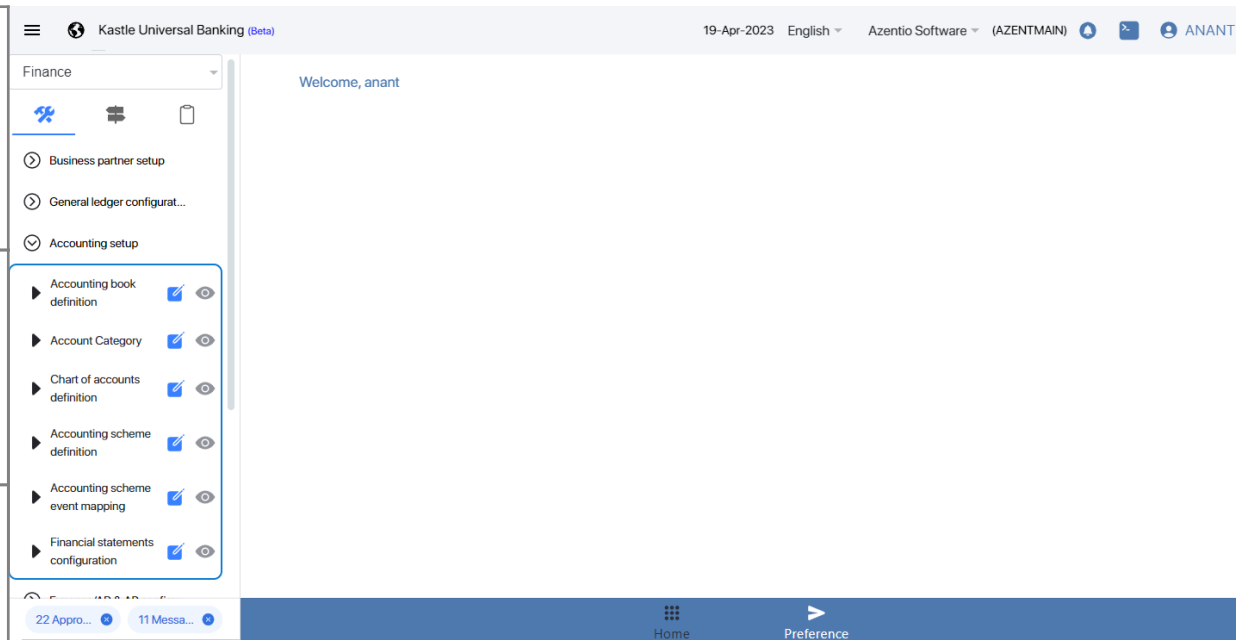 Kastle Universal Banking (Beta)
19-Apr-2023 English Azentio Software (AZENTMAIN) ANANT
Finance
Welcome, anant
Business partner setup
General ledger configurat...
Accounting setup
Accounting book
definition
Account Category
Chart of accounts
definition
Accounting scheme
definition
Accounting scheme
event mapping
Financial statements
configuration
22 Appro...
11 Messa...
Home
Preference